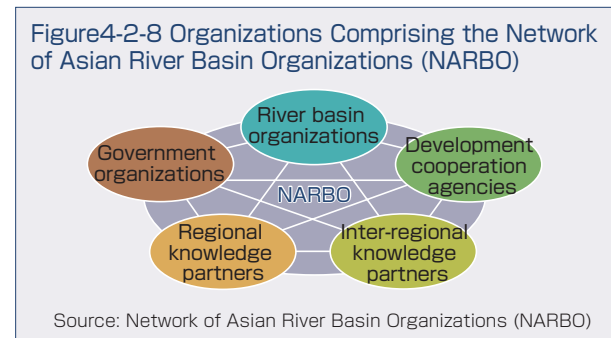 Figure4-2-8 Organizations Comprising the Network
of Asian River Basin Organizations (NARBO)
River basin
organizations
Government
organizations
Development
cooperation
agencies
NARBO
Regional
knowledge
partners
Inter-regional
knowledge
partners
Source: Network of Asian River Basin Organizations (NARBO)